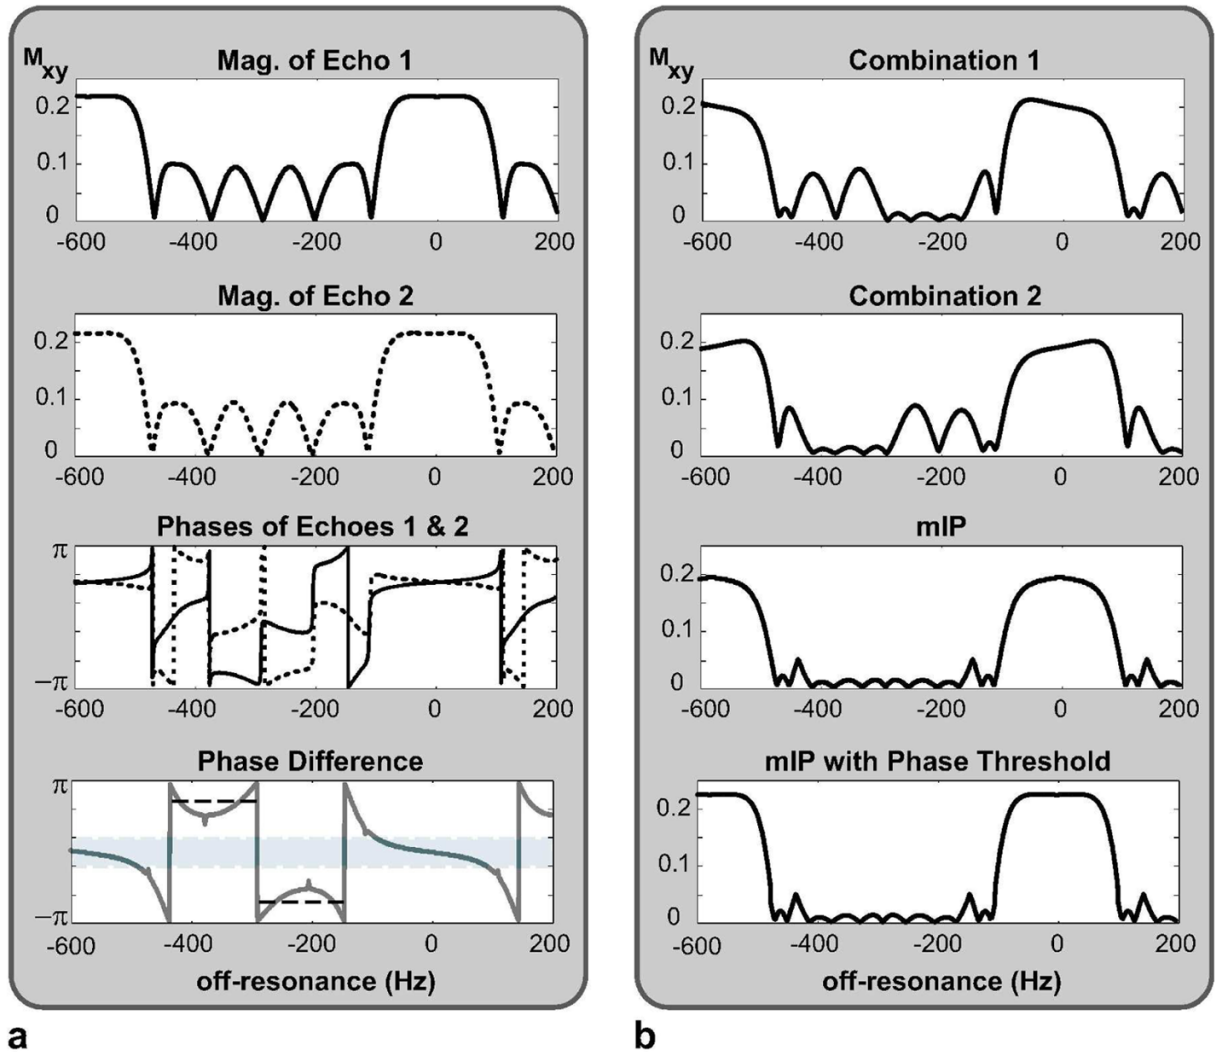 Mag. of Echo 1
Mxy
0.2
0.1
0
-600 -400 -200 0 200
Mag. of Echo 2
0.2
0.1
0
-600 -400 -200 0 200
Phases of Echoes 1 & 2
π
−π
-600 -400 -200 0 200
Phase Difference
π
−π
-600 -400 -200 0 200
off-resonance (Hz)
a
Combination 1
Mxy
0.2
0.1
0
-600 -400 -200 0 200
Combination 2
0.2
0.1
0
-600 -400 -200 0 200
mIP
0.2
0.1
0
-600 -400 -200 0 200
mIP with Phase Threshold
0.2
0.1
0
-600 -400 -200 0 200
off-resonance (Hz)
b